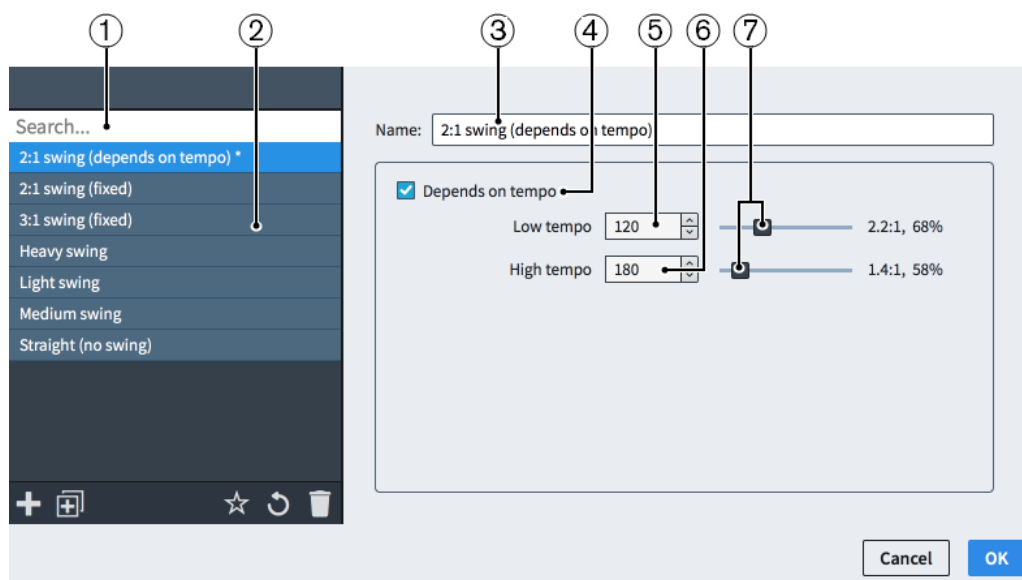 ① ② ③ ④ ⑤ ⑥ ⑦
Search...
2:1 swing (depends on tempo) *
2:1 swing (fixed)
3:1 swing (fixed)
Heavy swing
Light swing
Medium swing
Straight (no swing)
Name: 2:1 swing (depends on tempo)
Depends on tempo
Low tempo 120 2.2:1, 68%
High tempo 180 1.4:1, 58%
Cancel OK